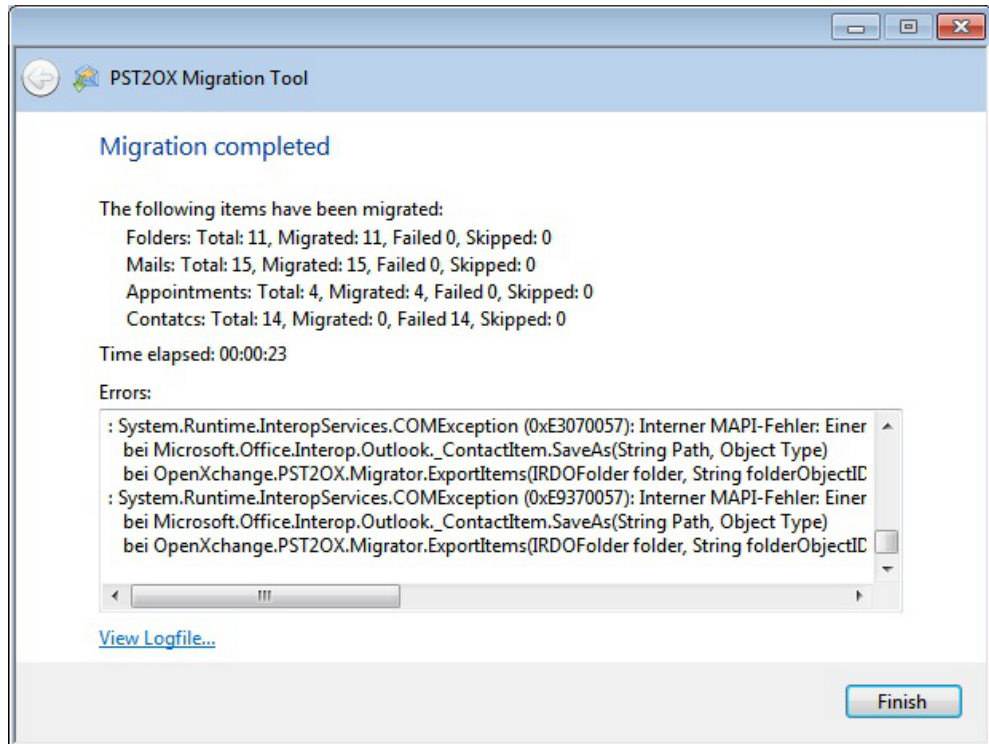 PST2OX Migration Tool
Migration completed
The following items have been migrated:
Folders: Total: 11, Migrated: 11, Failed 0, Skipped: 0
Mails: Total: 15, Migrated: 15, Failed 0, Skipped: 0
Appointments: Total: 4, Migrated: 4, Failed 0, Skipped: 0
Contatcs: Total: 14, Migrated: 0, Failed 14, Skipped: 0
Time elapsed: 00:00:23
Errors:
: System.Runtime.InteropServices.COMException (0xE3070057): Interner MAPI-Fehler: Einer
bei Microsoft.Office.Interop.Outlook._ContactItem.SaveAs(String Path, Object Type)
bei OpenXchange.PST2OX.Migrator.ExportItems(IRDOFolder folder, String folderObjectID
: System.Runtime.InteropServices.COMException (0xE9370057): Interner MAPI-Fehler: Einer
bei Microsoft.Office.Interop.Outlook._ContactItem.SaveAs(String Path, Object Type)
bei OpenXchange.PST2OX.Migrator.ExportItems(IRDOFolder folder, String folderObjectID
View Logfile...
Finish